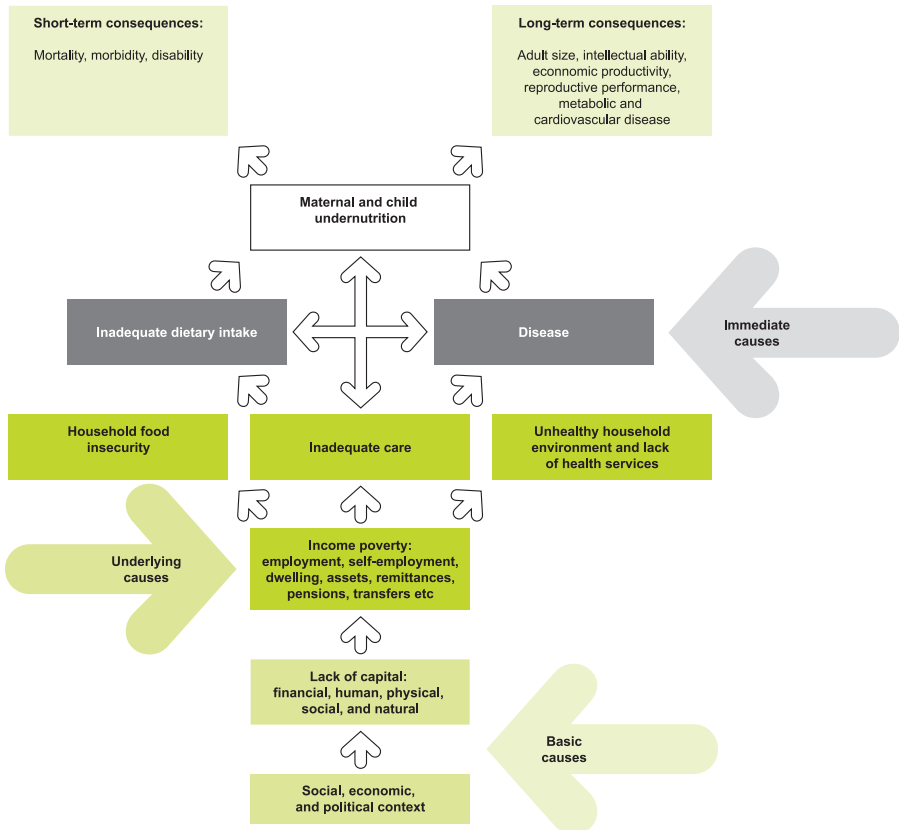 Short-term consequences:
Mortality, morbidity, disability
Long-term consequences:
Adult size, intellectual ability,
econnomic productivity,
reproductive performance,
metabolic and
cardiovascular disease
Maternal and child
undernutrition
Inadequate dietary intake
Disease
Immediate
causes
Household food
insecurity
Inadequate care
Unhealthy household
environment and lack
of health services
Underlying
causes
Income poverty:
employment, self-employment,
dwelling, assets, remittances,
pensions, transfers etc
Lack of capital:
financial, human, physical,
social, and natural
Basic
causes
Social, economic,
and political context